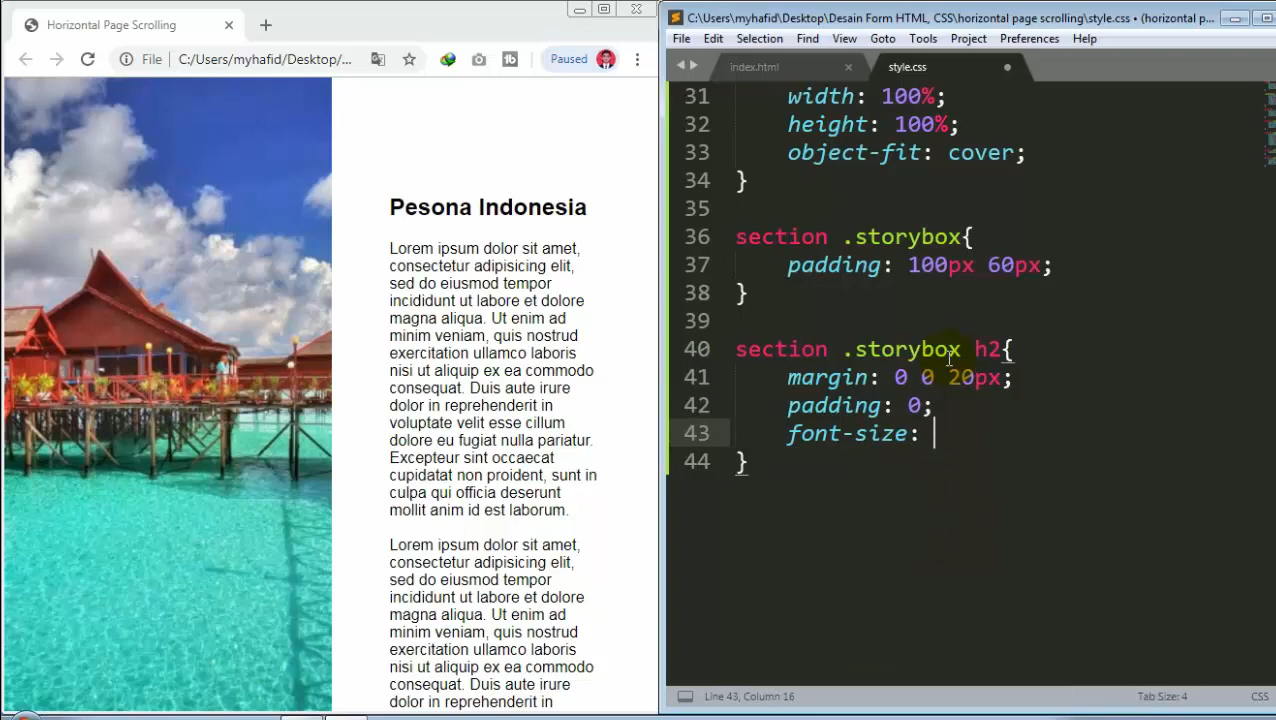 Horizontal Page Scrolling
File
C:/Users/myhafid/Desktop/...
Paused
Pesona Indonesia
Lorem ipsum dolor sit amet,
consectetur adipisicing elit,
sed do eiusmod tempor
incididunt ut labore et dolore
magna aliqua. Ut enim ad
minim veniam, quis nostrud
exercitation ullamco laboris
nisi ut aliquip ex ea commodo
consequat. Duis aute irure
dolor in reprehenderit in
voluptate velit esse cillum
dolore eu fugiat nulla pariatur.
Excepteur sint occaecat
cupidatat non proident, sunt in
culpa qui officia deserunt
mollit anim id est laborum.
Lorem ipsum dolor sit amet,
consectetur adipisicing elit,
sed do eiusmod tempor
incididunt ut labore et dolore
magna aliqua. Ut enim ad
minim veniam, quis nostrud
exercitation ullamco laboris
nisi ut aliquip ex ea commodo
consequat. Duis aute irure
dolor in reprehenderit in
C:\Users\myhafid\Desktop\Desain Form HTML, CSS\horizontal page scrolling\style.css • (horizontal p...
File Edit Selection Find View Goto Tools Project Preferences Help
index.html
style.css
31 width: 100%;
32 height: 100%;
33 object-fit: cover;
34 }
35
36 section .storybox{
37 padding: 100px 60px;
38 }
39
40 section .storybox h2{
41 margin: 0 0 20px;
42 padding: 0;
43 font-size:
44 }
Line 43, Column 16
Tab Size: 4
CSS